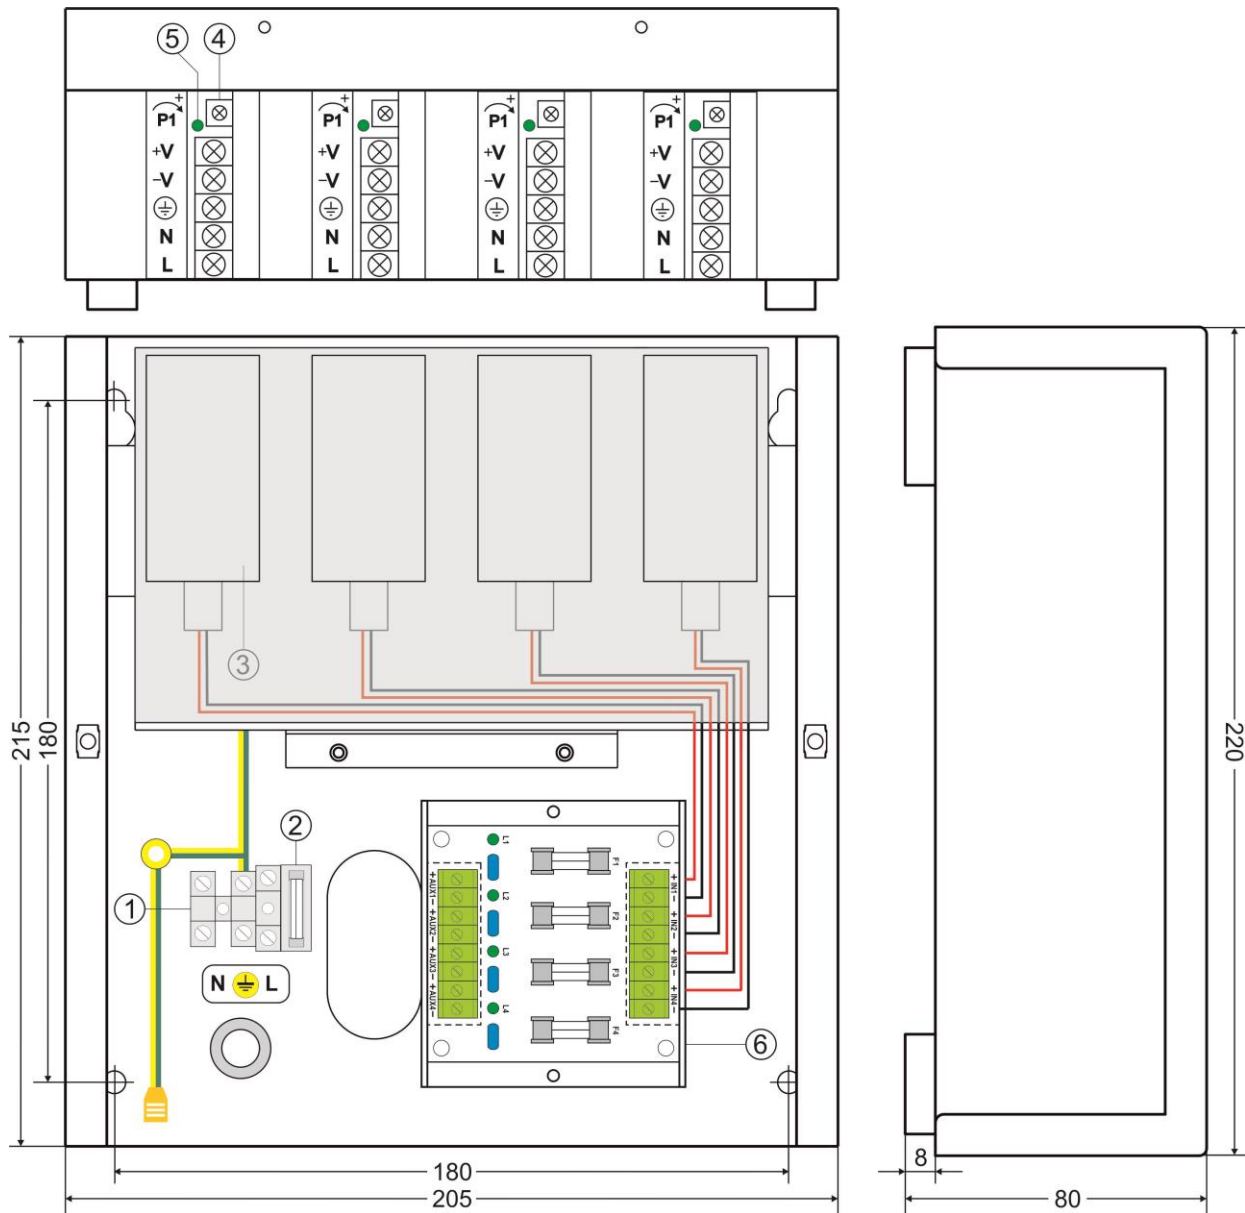 5 4
+ + + +
P1 P1 P1 P1
+V +V +V +V
–V –V –V –V
N N N N
L L L L
3
215
180
220
2
1
N L
L1
L2
L3
L4
F1
F2
F3
F4
+AUX1–
+AUX2–
+AUX3–
+AUX4–
+ IN1 –
+ IN2 –
+ IN3 –
+ IN4 –
6
180
205
8
80